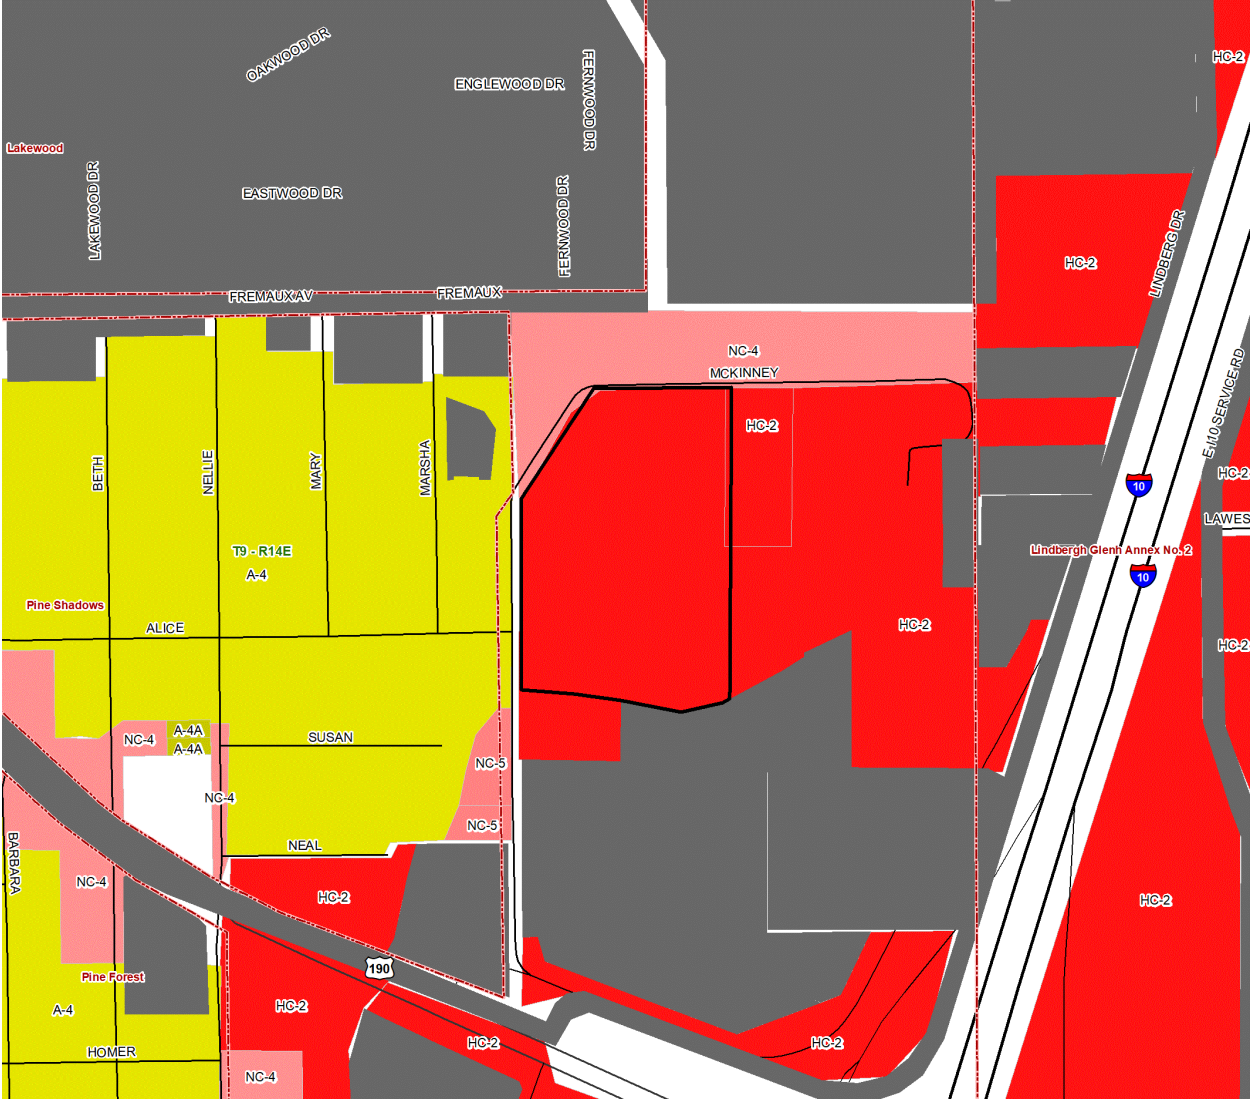 OAKWOOD DR
ENGLEWOOD DR
FERNWOOD DR
HC-2
Lakewood
LAKEWOOD DR
EASTWOOD DR
FERNWOOD DR
LINDBERG DR
HC-2
FREMAUX AV
FREMAUX
NC-4
MCKINNEY
E I10 SERVICE RD
HC-2
BETH
NELLIE
MARY
MARSHA
HC-2
10
LAWES
T9 - R14E
A-4
Lindbergh Glenh Annex No. 2
10
Pine Shadows
ALICE
HC-2
HC-2
NC-4
A-4A
A-4A
SUSAN
NC-5
NC-4
NC-5
NEAL
BARBARA
NC-4
HC-2
HC-2
190
Pine Forest
A-4
HC-2
HC-2
HC-2
HOMER
NC-4